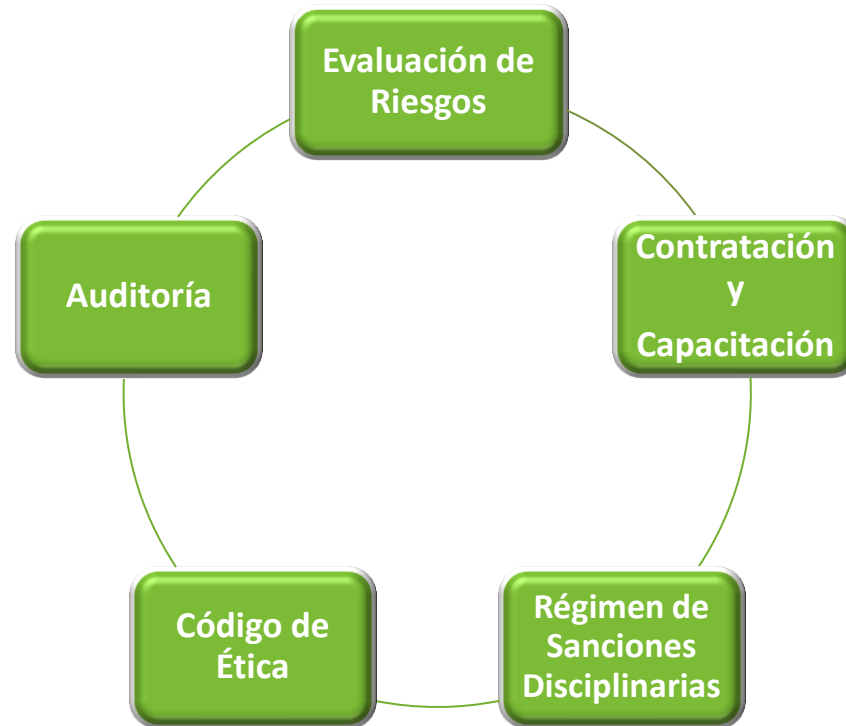 Evaluación de
Riesgos
Contratación
y
Capacitación
Régimen de
Sanciones
Disciplinarias
Código de
Ética
Auditoría